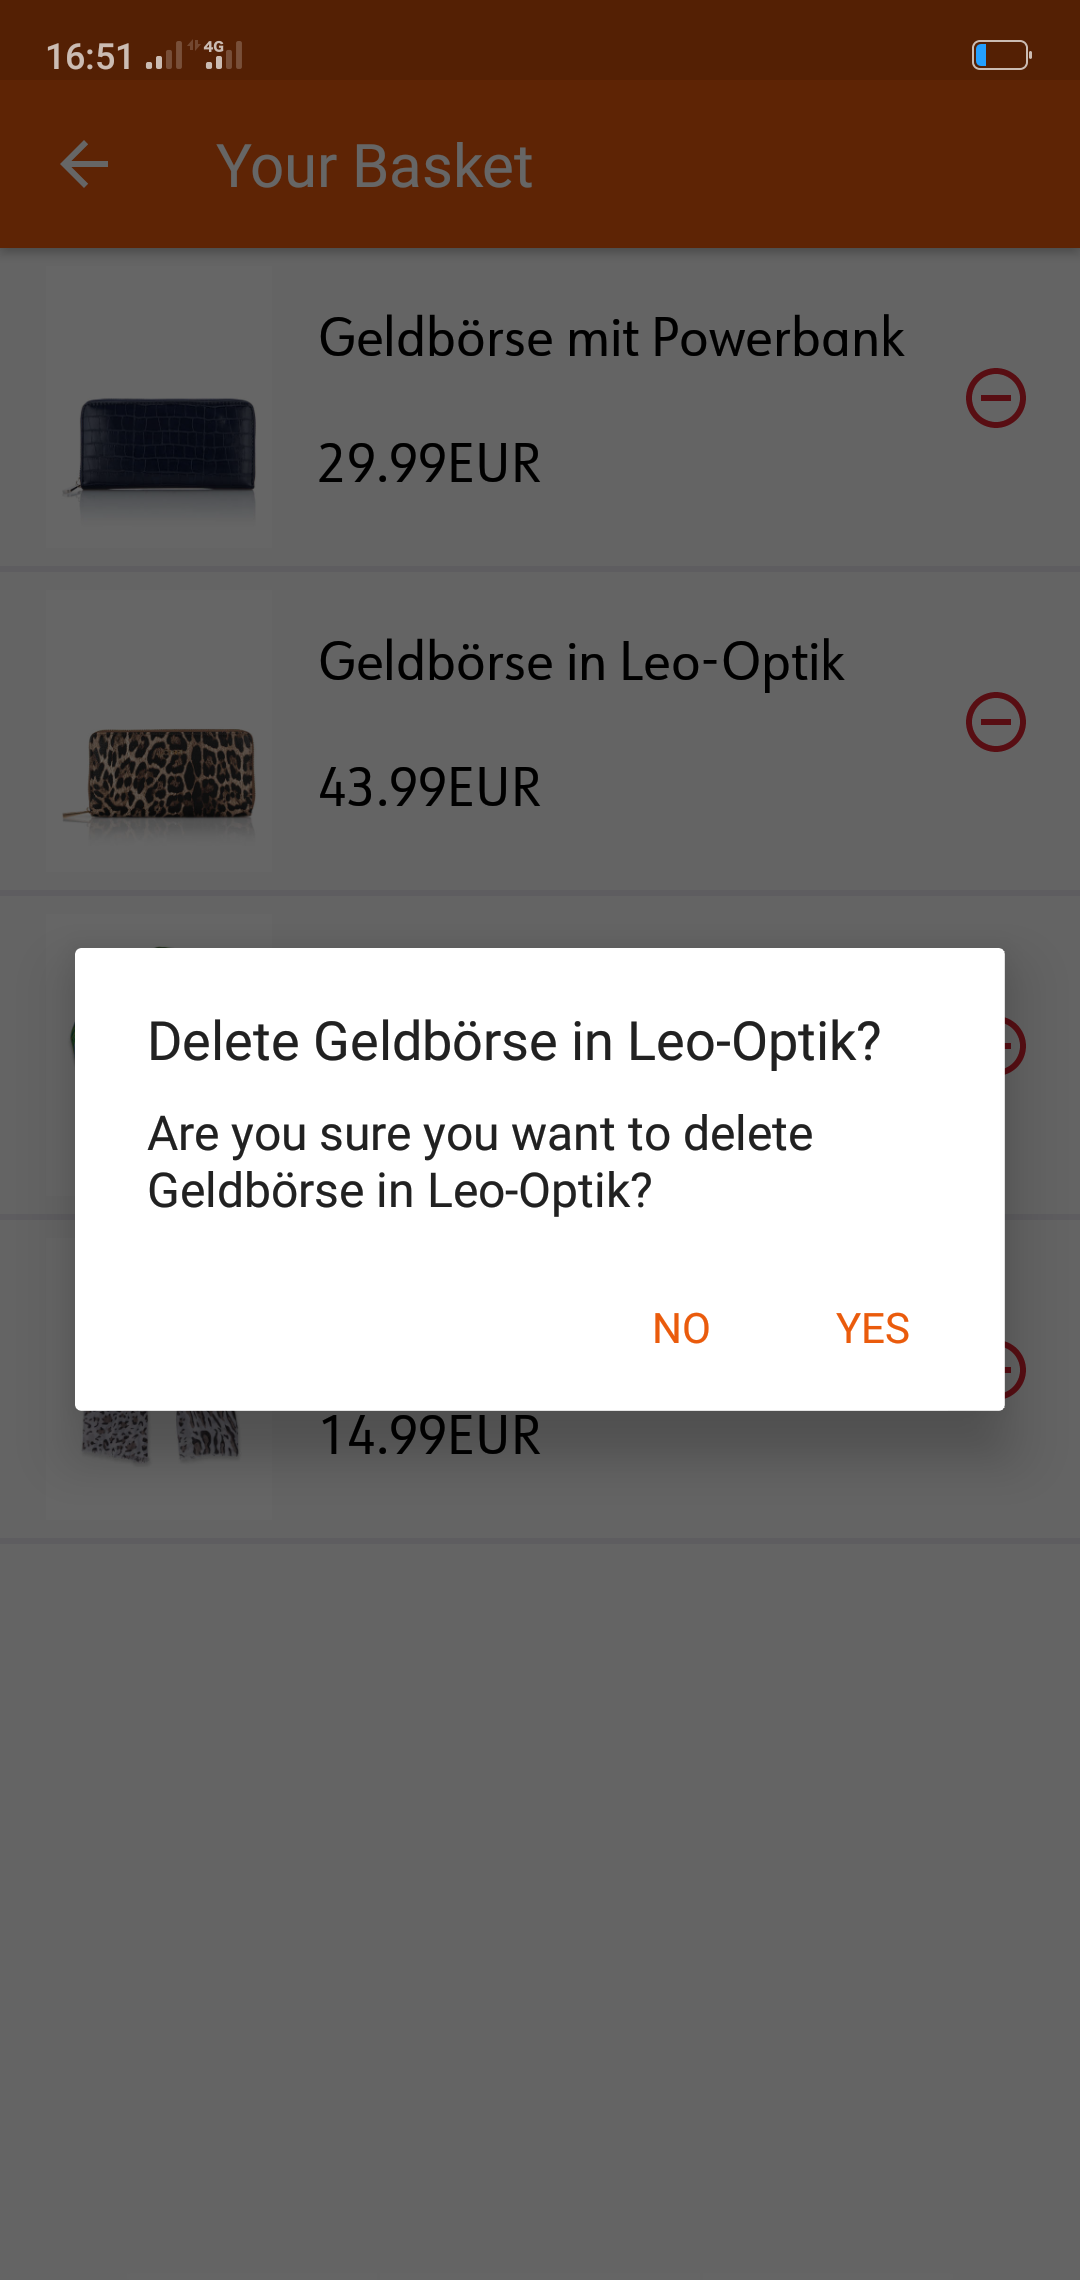 16:51
4G
Your Basket
Geldbörse mit Powerbank
29.99EUR
Geldbörse in Leo-Optik
43.99EUR
Delete Geldbörse in Leo-Optik?
Are you sure you want to delete
Geldbörse in Leo-Optik?
NO YES
14.99EUR